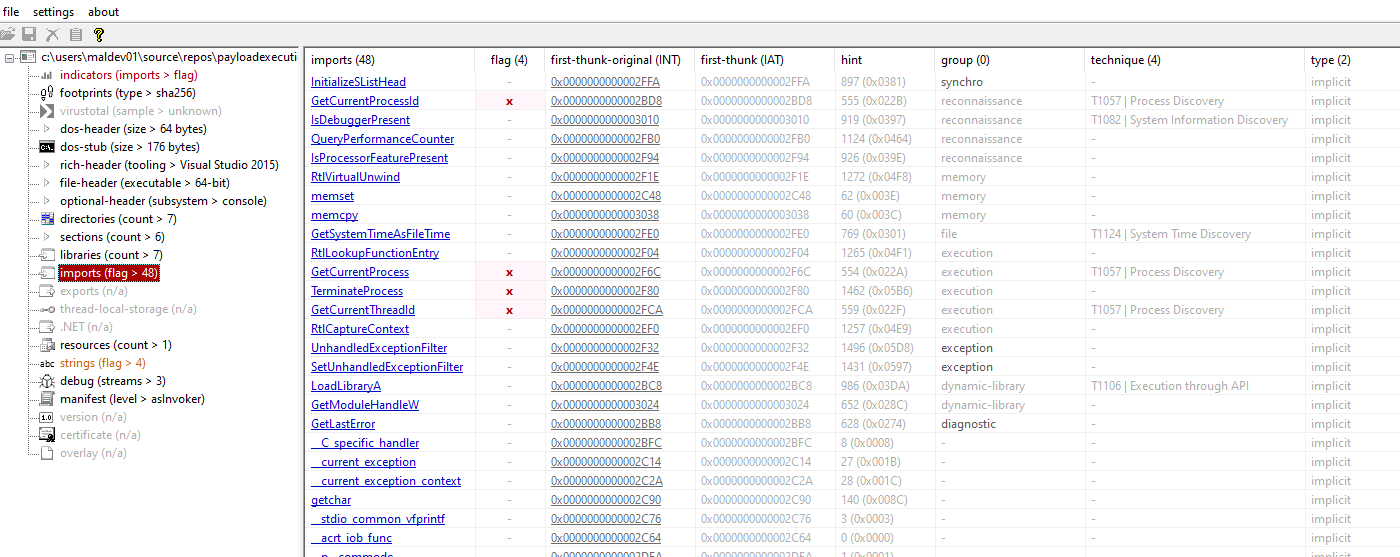 file settings about
c:\users\maldev01\source\repos\payloadexecuti
indicators (imports > flag)
footprints (type > sha256)
virustotal (sample > unknown)
dos-header (size > 64 bytes)
dos-stub (size > 176 bytes)
rich-header (tooling > Visual Studio 2015)
file-header (executable > 64-bit)
optional-header (subsystem > console)
directories (count > 7)
sections (count > 6)
libraries (count > 7)
imports (flag > 48)
exports (n/a)
thread-local-storage (n/a)
.NET (n/a)
resources (count > 1)
abc strings (flag > 4)
debug (streams > 3)
manifest (level > asInvoker)
1.0 version (n/a)
certificate (n/a)
overlay (n/a)
imports (48) flag (4) first-thunk-original (INT) first-thunk (IAT) hint group (0) technique (4) type (2)
InitializeSListHead - 0x0000000000002FFA 0x0000000000002FFA 897 (0x0381) synchro - implicit
GetCurrentProcessId x 0x0000000000002BD8 0x0000000000002BD8 555 (0x022B) reconnaissance T1057 | Process Discovery implicit
IsDebuggerPresent - 0x0000000000003010 0x0000000000003010 919 (0x0397) reconnaissance T1082 | System Information Discovery implicit
QueryPerformanceCounter - 0x0000000000002FB0 0x0000000000002FB0 1124 (0x0464) reconnaissance - implicit
IsProcessorFeaturePresent - 0x0000000000002F94 0x0000000000002F94 926 (0x039E) reconnaissance - implicit
RtlVirtualUnwind - 0x0000000000002F1E 0x0000000000002F1E 1272 (0x04F8) memory - implicit
memset - 0x0000000000002C48 0x0000000000002C48 62 (0x003E) memory - implicit
memcpy - 0x0000000000003038 0x0000000000003038 60 (0x003C) memory - implicit
GetSystemTimeAsFileTime - 0x0000000000002FE0 0x0000000000002FE0 769 (0x0301) file T1124 | System Time Discovery implicit
RtlLookupFunctionEntry - 0x0000000000002F04 0x0000000000002F04 1265 (0x04F1) execution - implicit
GetCurrentProcess x 0x0000000000002F6C 0x0000000000002F6C 554 (0x022A) execution T1057 | Process Discovery implicit
TerminateProcess x 0x0000000000002F80 0x0000000000002F80 1462 (0x05B6) execution - implicit
GetCurrentThreadId x 0x0000000000002FCA 0x0000000000002FCA 559 (0x022F) execution T1057 | Process Discovery implicit
RtlCaptureContext - 0x0000000000002EF0 0x0000000000002EF0 1257 (0x04E9) execution - implicit
UnhandledExceptionFilter - 0x0000000000002F32 0x0000000000002F32 1496 (0x05D8) exception - implicit
SetUnhandledExceptionFilter - 0x0000000000002F4E 0x0000000000002F4E 1431 (0x0597) exception - implicit
LoadLibraryA - 0x0000000000002BC8 0x0000000000002BC8 986 (0x03DA) dynamic-library T1106 | Execution through API implicit
GetModuleHandleW - 0x0000000000003024 0x0000000000003024 652 (0x028C) dynamic-library - implicit
GetLastError - 0x0000000000002BB8 0x0000000000002BB8 628 (0x0274) diagnostic - implicit
__C_specific_handler - 0x0000000000002BFC 0x0000000000002BFC 8 (0x0008) - - implicit
__current_exception - 0x0000000000002C14 0x0000000000002C14 27 (0x001B) - - implicit
__current_exception_context - 0x0000000000002C2A 0x0000000000002C2A 28 (0x001C) - - implicit
getchar - 0x0000000000002C90 0x0000000000002C90 140 (0x008C) - - implicit
__stdio_common_vfprintf - 0x0000000000002C76 0x0000000000002C76 3 (0x0003) - - implicit
__acrt_iob_func - 0x0000000000002C64 0x0000000000002C64 0 (0x0000) - - implicit
__p__commode - 0x0000000000002DEA 0x0000000000002DEA 1 (0x0001) - - implicit